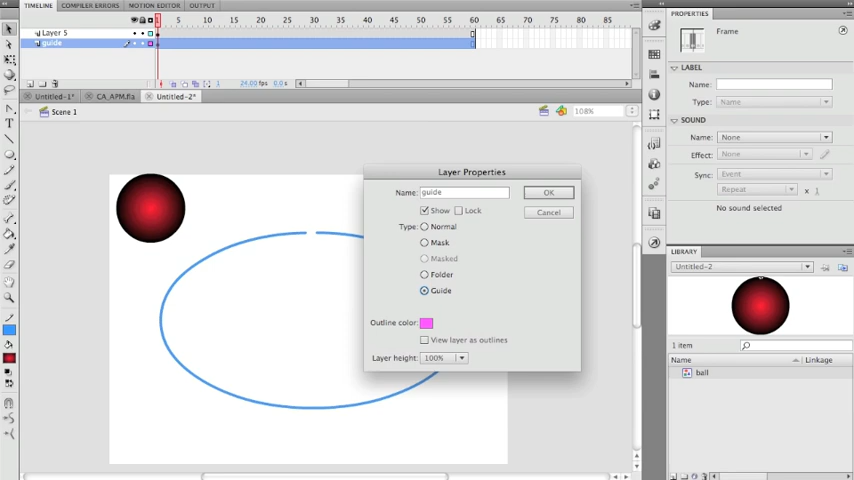 TIMELINE COMPILER ERRORS MOTION EDITOR OUTPUT
1 5 10 15 20 25 30 35 40 45 50 55 60 65 70 75 80 85
Layer 5
guide
1 24.00 fps 0.0 s
Untitled-1* CA_APM.fla Untitled-2*
Scene 1
108%
Layer Properties
Name: guide
OK
Show Lock
Cancel
Type: Normal
Mask
Masked
Folder
Guide
Outline color:
View layer as outlines
Layer height: 100%
PROPERTIES
Frame
LABEL
Name:
Type: Name
SOUND
Name: None
Effect: None
Sync: Event
Repeat x 1
No sound selected
LIBRARY
Untitled-2
1 item
Name Linkage
ball
T